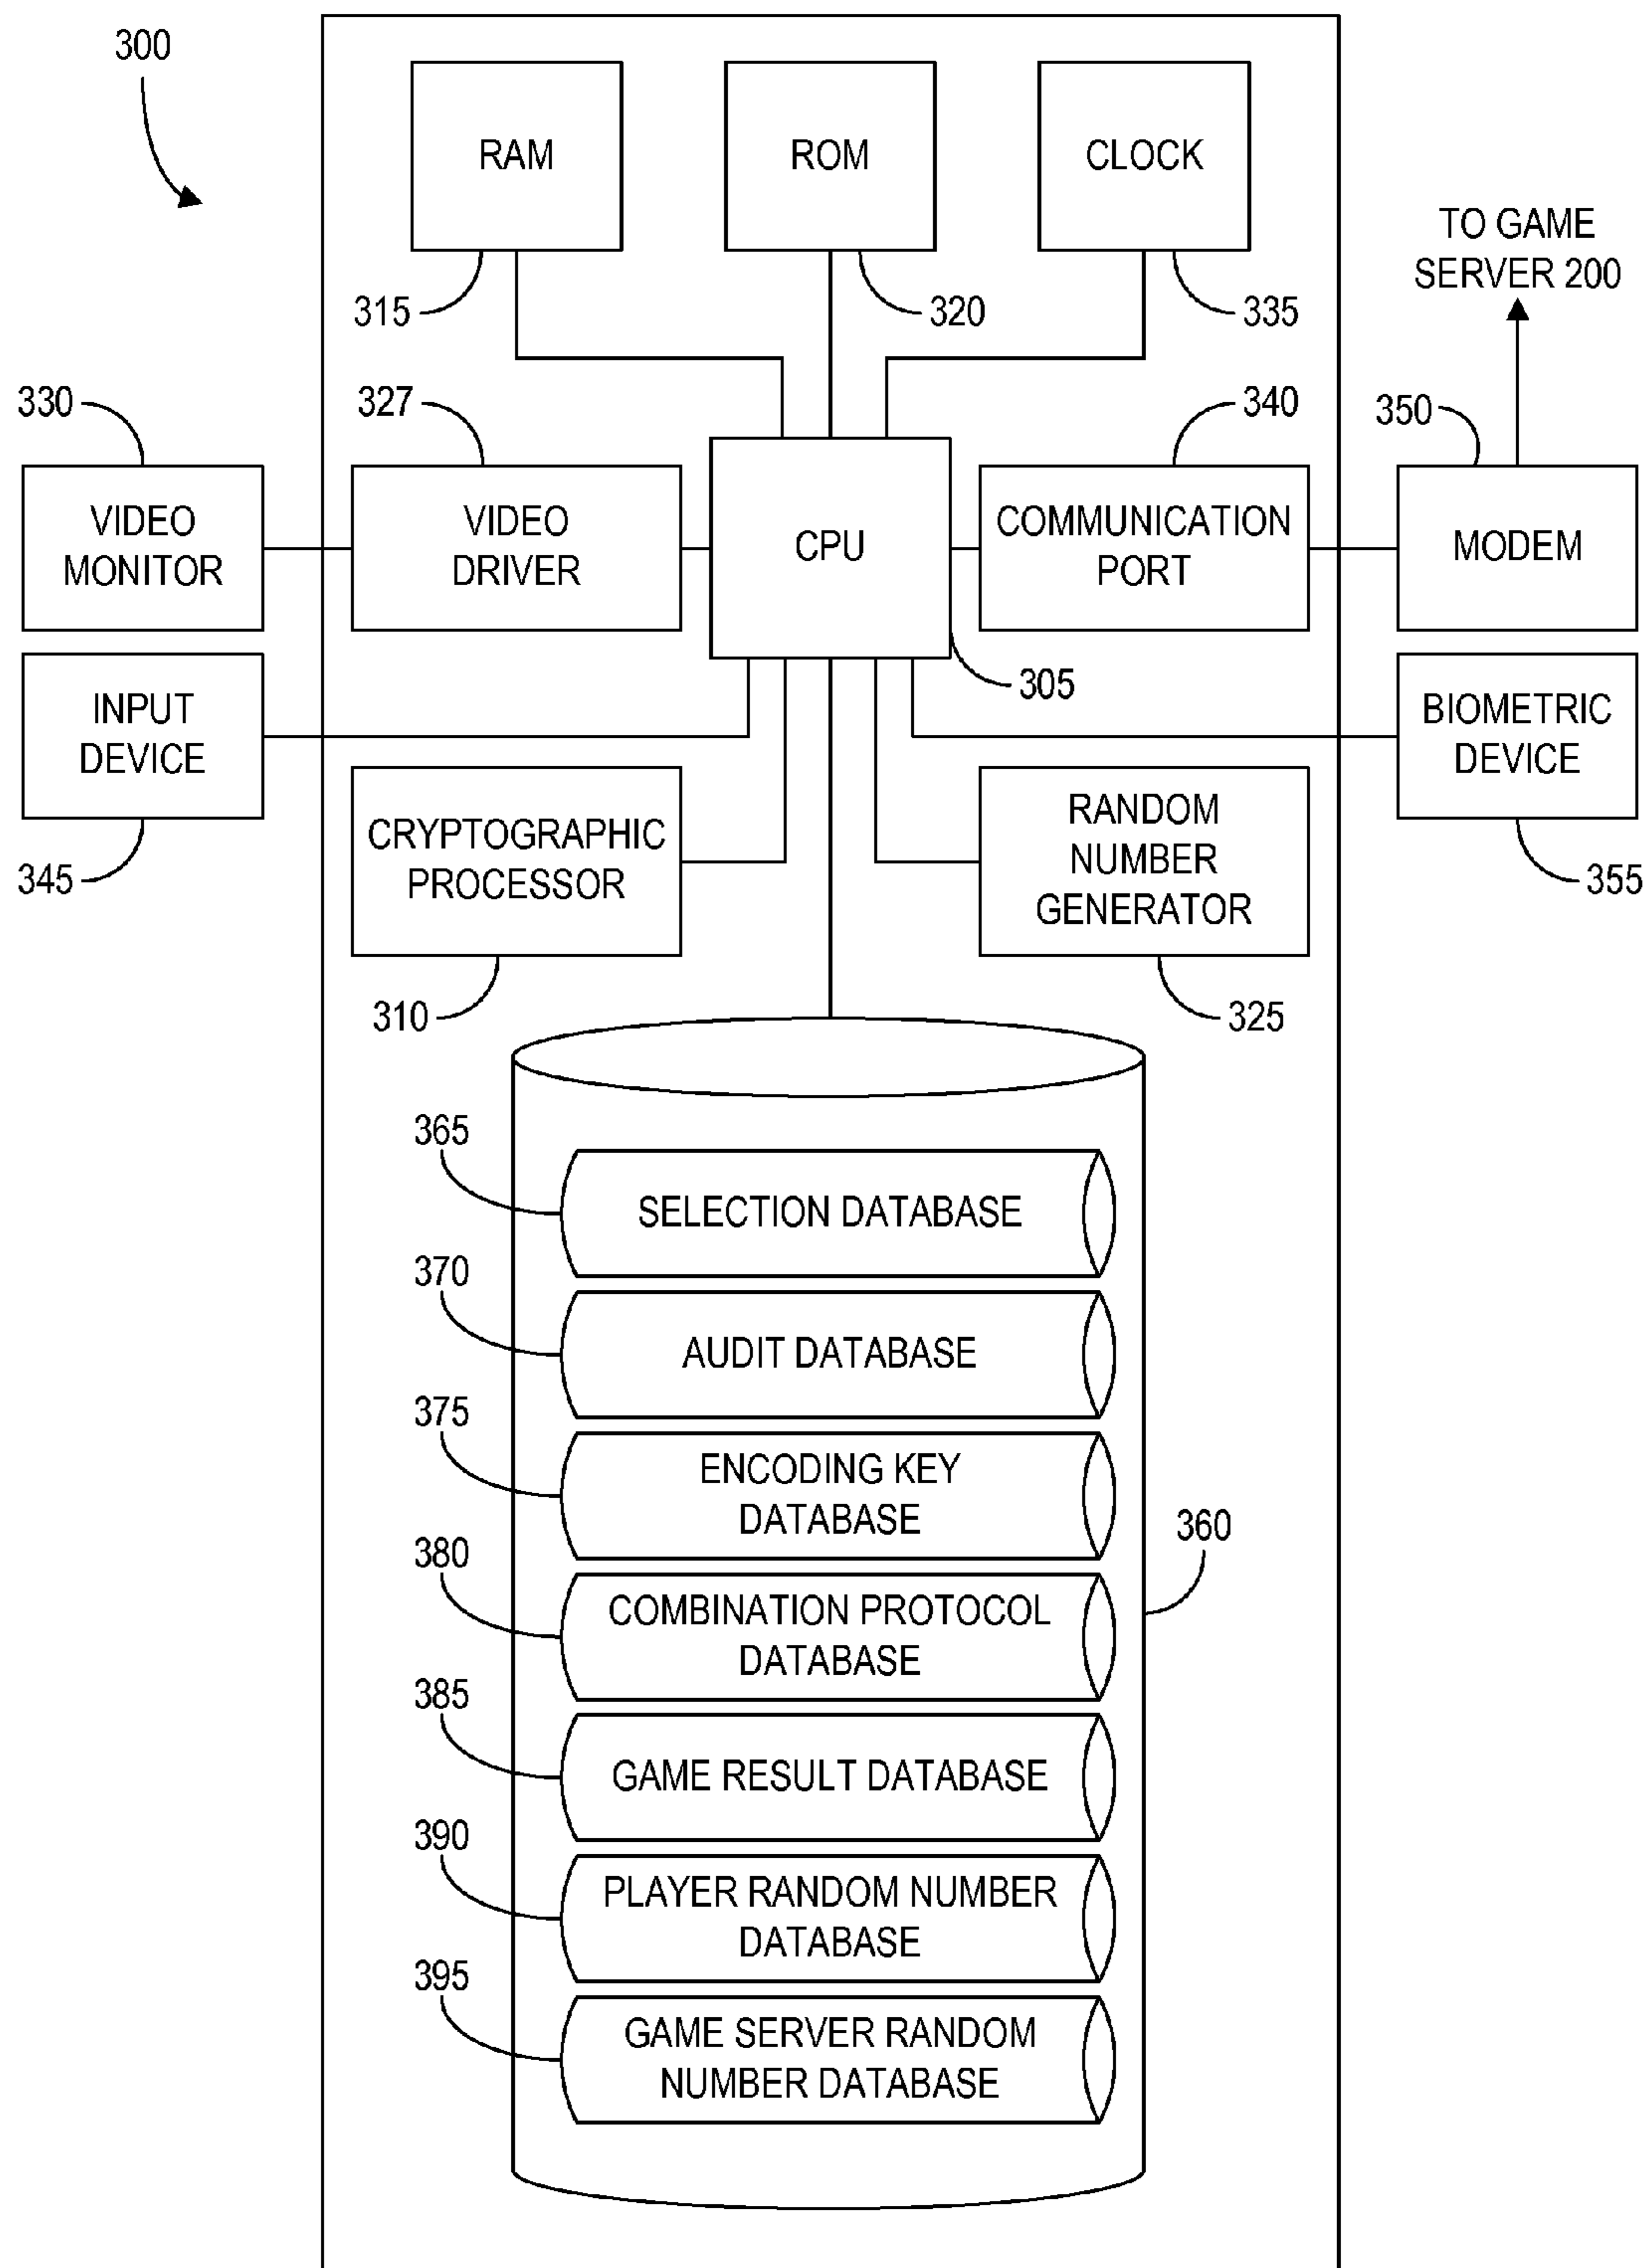 300
RAM
ROM
CLOCK
TO GAME
SERVER 200
315
320
335
330
327
340
350
VIDEO
MONITOR
VIDEO
DRIVER
CPU
COMMUNICATION
PORT
MODEM
305
INPUT
DEVICE
BIOMETRIC
DEVICE
CRYPTOGRAPHIC
PROCESSOR
RANDOM
NUMBER
GENERATOR
345
355
310
325
365
SELECTION DATABASE
370
AUDIT DATABASE
375
ENCODING KEY
DATABASE
360
380
COMBINATION PROTOCOL
DATABASE
385
GAME RESULT DATABASE
390
PLAYER RANDOM NUMBER
DATABASE
395
GAME SERVER RANDOM
NUMBER DATABASE